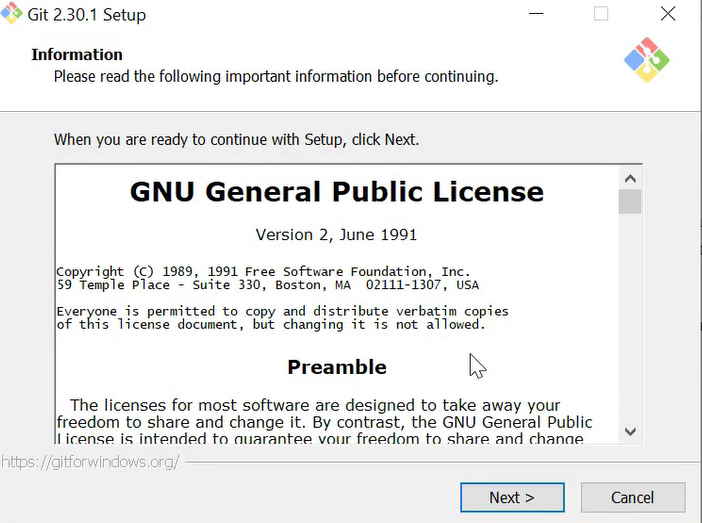 Git 2.30.1 Setup
Information
Please read the following important information before continuing.
When you are ready to continue with Setup, click Next.
GNU General Public License
Version 2, June 1991
Copyright (C) 1989, 1991 Free Software Foundation, Inc.
59 Temple Place - Suite 330, Boston, MA  02111-1307, USA
Everyone is permitted to copy and distribute verbatim copies
of this license document, but changing it is not allowed.
Preamble
The licenses for most software are designed to take away your
freedom to share and change it. By contrast, the GNU General Public
License is intended to guarantee your freedom to share and change
https://gitforwindows.org/
Next >
Cancel